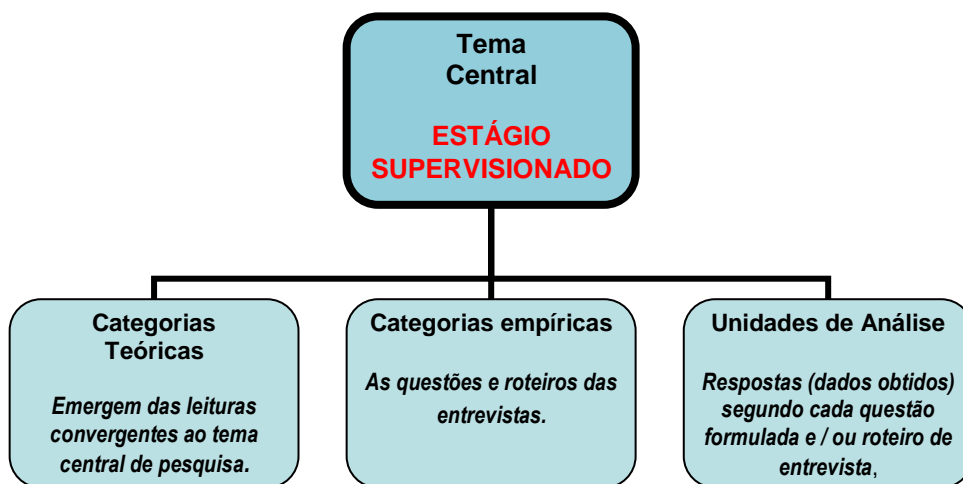 Tema
Central
ESTÁGIO
SUPERVISIONADO
Categorias
Teóricas
Emergem das leituras
convergentes ao tema
central de pesquisa.
Categorias empíricas
As questões e roteiros das
entrevistas.
Unidades de Análise
Respostas (dados obtidos)
segundo cada questão
formulada e / ou roteiro de
entrevista,